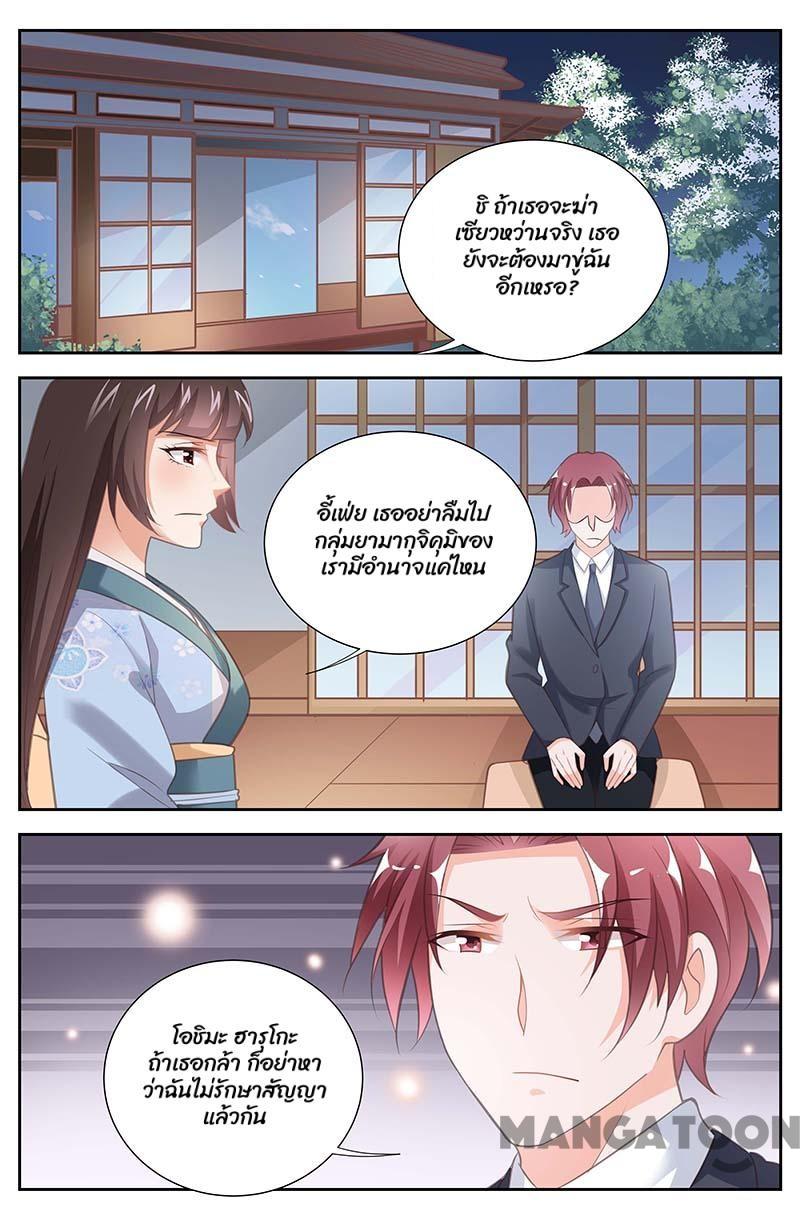 ชิ ถ้าเธอจะฆ่า
เซียวหว่านจริง เธอ
ยังจะต้องมาขู่ฉัน
อีกเหรอ?
อี้เฟ่ย เธออย่าลืมไป
กลุ่มยามากุจิคุมิของ
เรามีอำนาจแค่ไหน
โอชิมะ ฮารุโกะ
ถ้าเธอกล้า ก็อย่าหา
ว่าฉันไม่รักษาสัญญา
แล้วกัน
MANGATOON